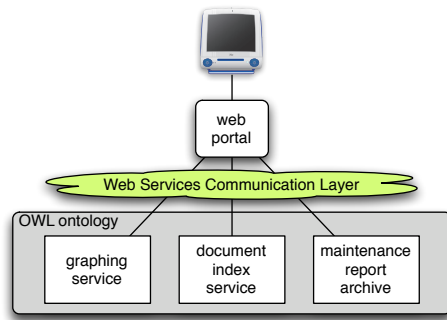 web
portal
Web Services Communication Layer
OWL ontology
graphing
service
document
index
service
maintenance
report
archive